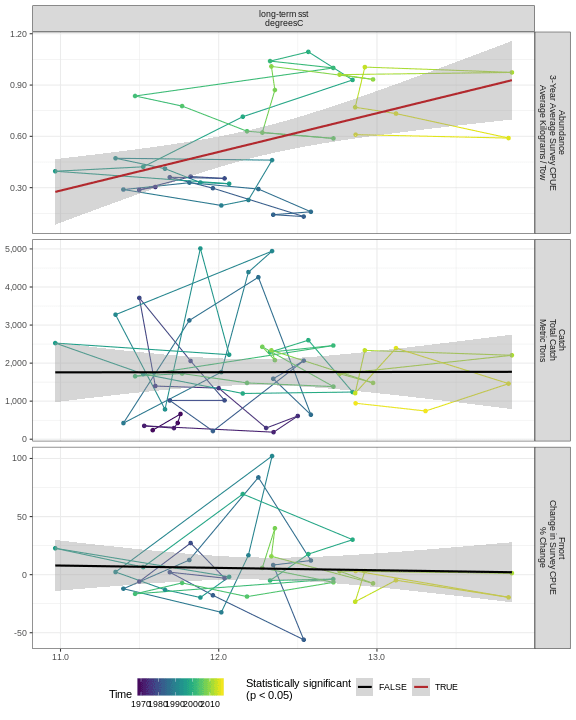 long-term sst
degreesC
1.20
0.90
0.60
0.30
Abundance
3-Year Average Survey CPUE
Average Kilograms / Tow
5,000
4,000
3,000
2,000
1,000
0
Catch
Total Catch
Metric Tons
100
50
0
-50
Fmort
Change in Survey CPUE
% Change
11.0
12.0
13.0
Time
1970 1980 1990 2000 2010
Statistically significant
(p < 0.05)
FALSE
TRUE